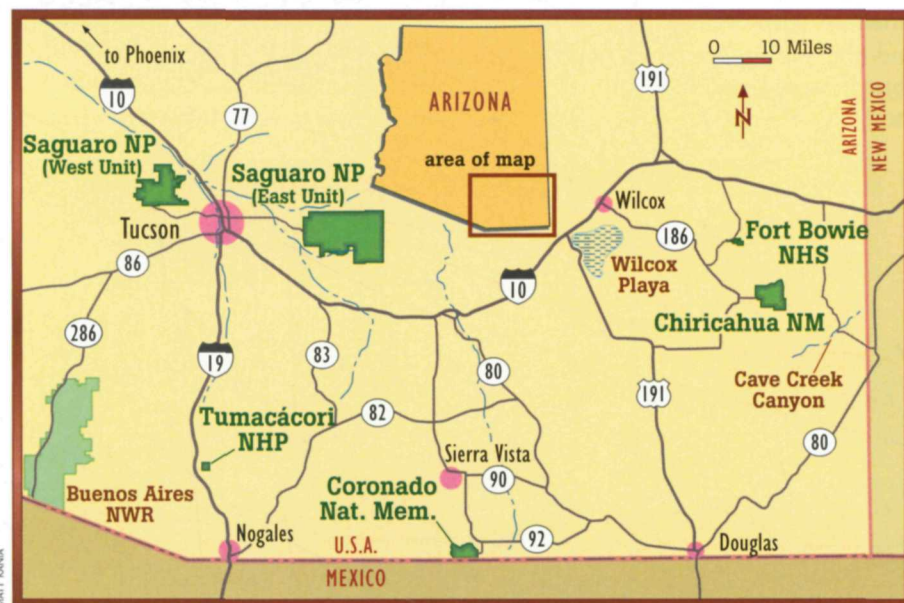 to Phoenix
10
77
Saguaro NP
(West Unit)
Saguaro NP
(East Unit)
Tucson
86
286
19
83
82
Tumacácori
NHP
Buenos Aires
NWR
Nogales
ARIZONA
area of map
0 10 Miles
N
191
ARIZONA
NEW MEXICO
Wilcox
186
Fort Bowie
NHS
Wilcox
Playa
10
Chiricahua NM
Cave Creek
Canyon
80
191
80
Sierra Vista
90
Coronado
Nat. Mem.
92
Douglas
U.S.A.
MEXICO